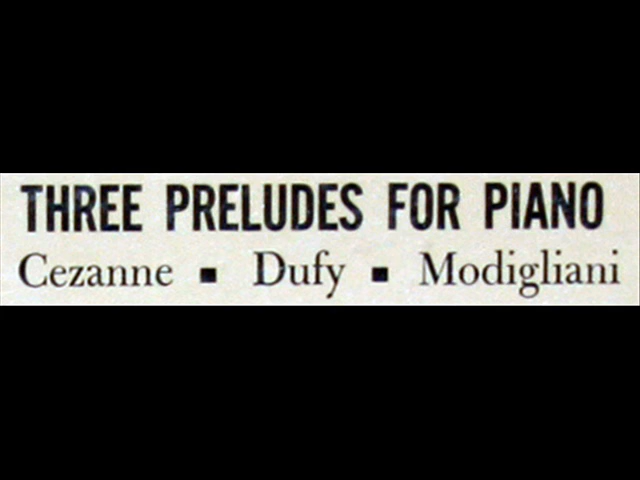 THREE PRELUDES FOR PIANO
Cezanne ■ Dufy ■ Modigliani